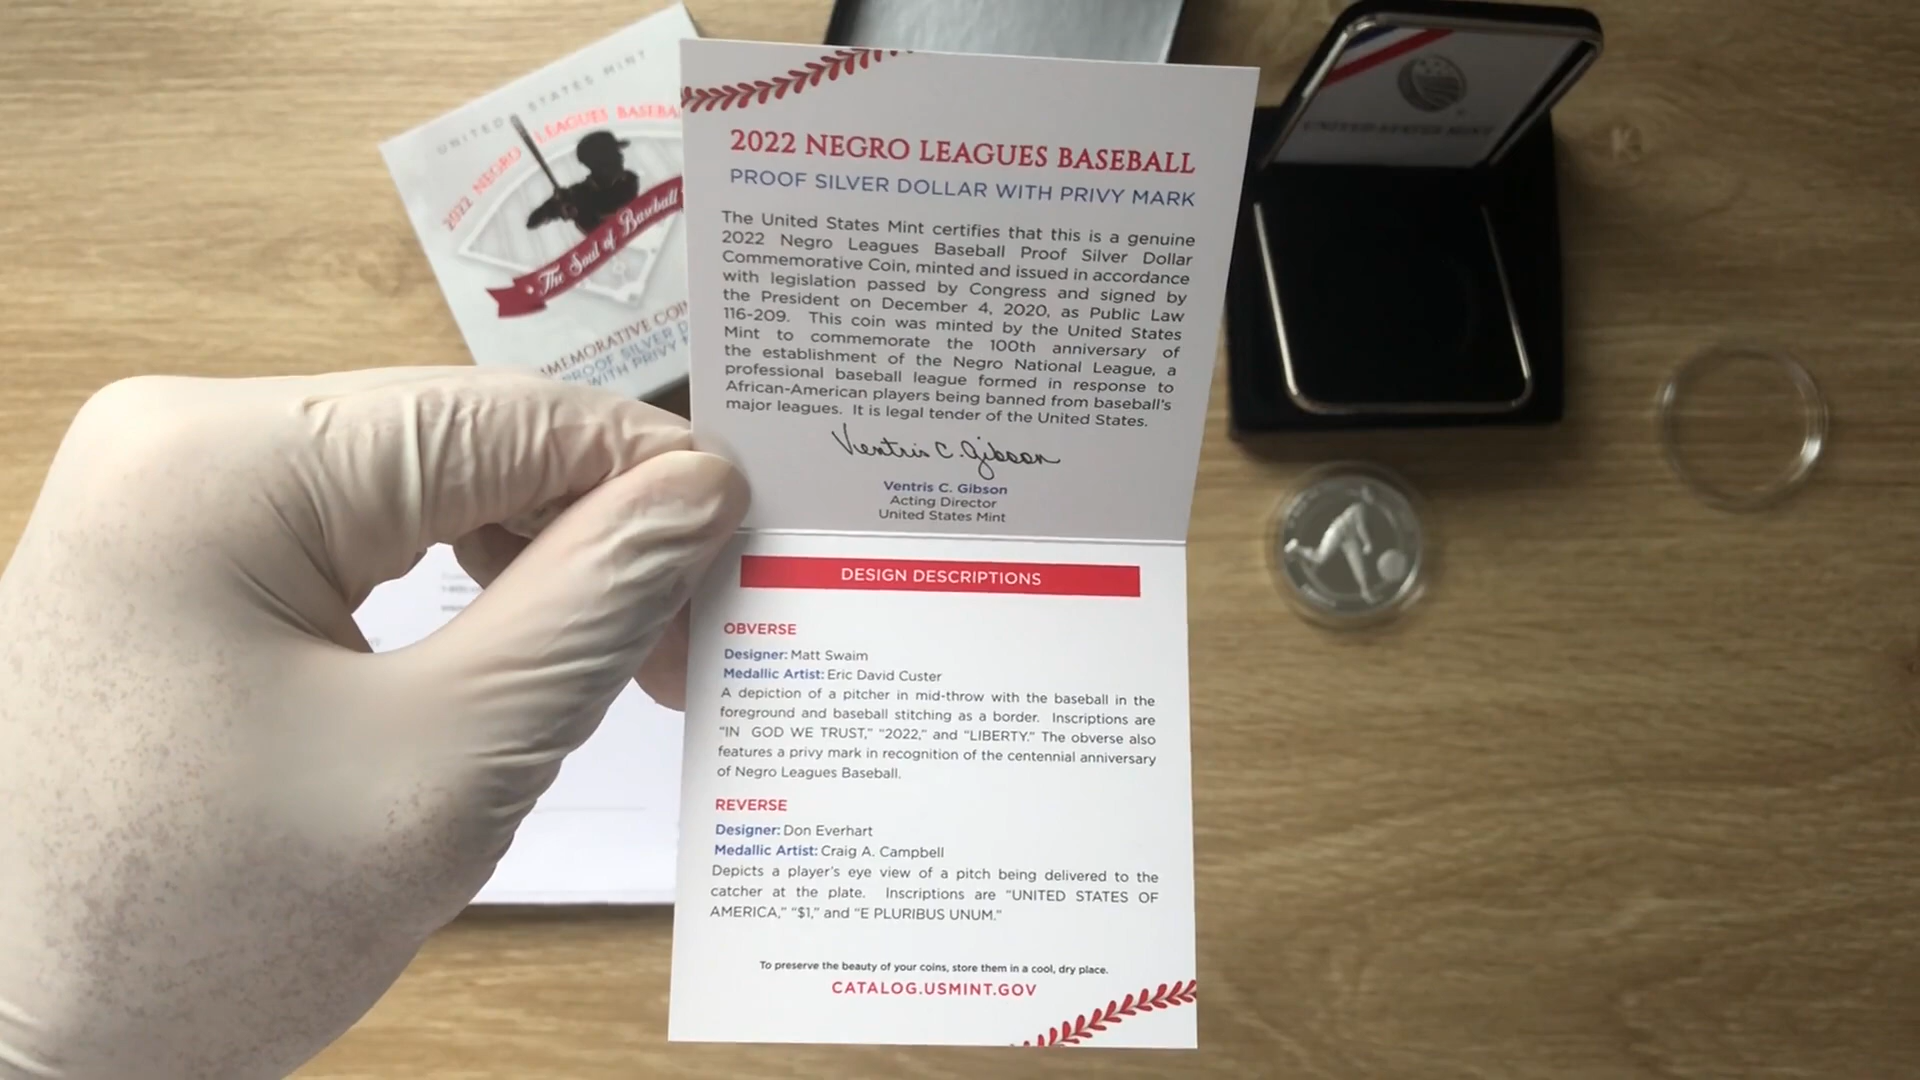 UNITED STATES MINT
2022 NEGRO LEAGUES BASEBA
The Soul of Baseball
MEMORATIVE COI
PROOF SILVER D
WITH PRIVY
2022 NEGRO LEAGUES BASEBALL
PROOF SILVER DOLLAR WITH PRIVY MARK
The United States Mint certifies that this is a genuine
2022 Negro Leagues Baseball Proof Silver Dollar
Commemorative Coin, minted and issued in accordance
with legislation passed by Congress and signed by
the President on December 4, 2020, as Public Law
116-209. This coin was minted by the United States
Mint to commemorate the 100th anniversary of
the establishment of the Negro National League, a
professional baseball league formed in response to
African-American players being banned from baseball's
major leagues. It is legal tender of the United States.
Ventris C. Gibson
Ventris C. Gibson
Acting Director
United States Mint
DESIGN DESCRIPTIONS
OBVERSE
Designer: Matt Swaim
Medallic Artist: Eric David Custer
A depiction of a pitcher in mid-throw with the baseball in the
foreground and baseball stitching as a border. Inscriptions are
"IN GOD WE TRUST," "2022," and "LIBERTY." The obverse also
features a privy mark in recognition of the centennial anniversary
of Negro Leagues Baseball.
REVERSE
Designer: Don Everhart
Medallic Artist: Craig A. Campbell
Depicts a player's eye view of a pitch being delivered to the
catcher at the plate. Inscriptions are "UNITED STATES OF
AMERICA," "$1," and "E PLURIBUS UNUM."
To preserve the beauty of your coins, store them in a cool, dry place.
CATALOG.USMINT.GOV
UNITED STATES MINT